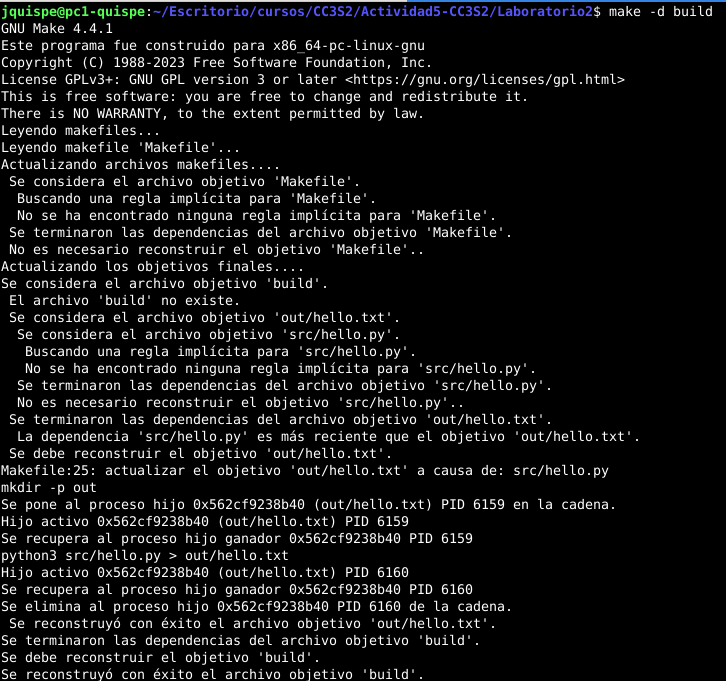 jquispe@pc1-quispe:~/Escritorio/cursos/CC3S2/Actividad5-CC3S2/Laboratorio2$ make -d build
GNU Make 4.4.1
Este programa fue construido para x86_64-pc-linux-gnu
Copyright (C) 1988-2023 Free Software Foundation, Inc.
License GPLv3+: GNU GPL version 3 or later <https://gnu.org/licenses/gpl.html>
This is free software: you are free to change and redistribute it.
There is NO WARRANTY, to the extent permitted by law.
Leyendo makefiles...
Leyendo makefile 'Makefile'...
Actualizando archivos makefiles....
 Se considera el archivo objetivo 'Makefile'.
  Buscando una regla implícita para 'Makefile'.
  No se ha encontrado ninguna regla implícita para 'Makefile'.
 Se terminaron las dependencias del archivo objetivo 'Makefile'.
 No es necesario reconstruir el objetivo 'Makefile'..
Actualizando los objetivos finales....
Se considera el archivo objetivo 'build'.
 El archivo 'build' no existe.
 Se considera el archivo objetivo 'out/hello.txt'.
  Se considera el archivo objetivo 'src/hello.py'.
   Buscando una regla implícita para 'src/hello.py'.
   No se ha encontrado ninguna regla implícita para 'src/hello.py'.
  Se terminaron las dependencias del archivo objetivo 'src/hello.py'.
  No es necesario reconstruir el objetivo 'src/hello.py'..
 Se terminaron las dependencias del archivo objetivo 'out/hello.txt'.
  La dependencia 'src/hello.py' es más reciente que el objetivo 'out/hello.txt'.
 Se debe reconstruir el objetivo 'out/hello.txt'.
Makefile:25: actualizar el objetivo 'out/hello.txt' a causa de: src/hello.py
mkdir -p out
Se pone al proceso hijo 0x562cf9238b40 (out/hello.txt) PID 6159 en la cadena.
Hijo activo 0x562cf9238b40 (out/hello.txt) PID 6159
Se recupera al proceso hijo ganador 0x562cf9238b40 PID 6159
python3 src/hello.py > out/hello.txt
Hijo activo 0x562cf9238b40 (out/hello.txt) PID 6160
Se recupera al proceso hijo ganador 0x562cf9238b40 PID 6160
Se elimina al proceso hijo 0x562cf9238b40 PID 6160 de la cadena.
 Se reconstruyó con éxito el archivo objetivo 'out/hello.txt'.
Se terminaron las dependencias del archivo objetivo 'build'.
Se debe reconstruir el objetivo 'build'.
Se reconstruyó con éxito el archivo objetivo 'build'.